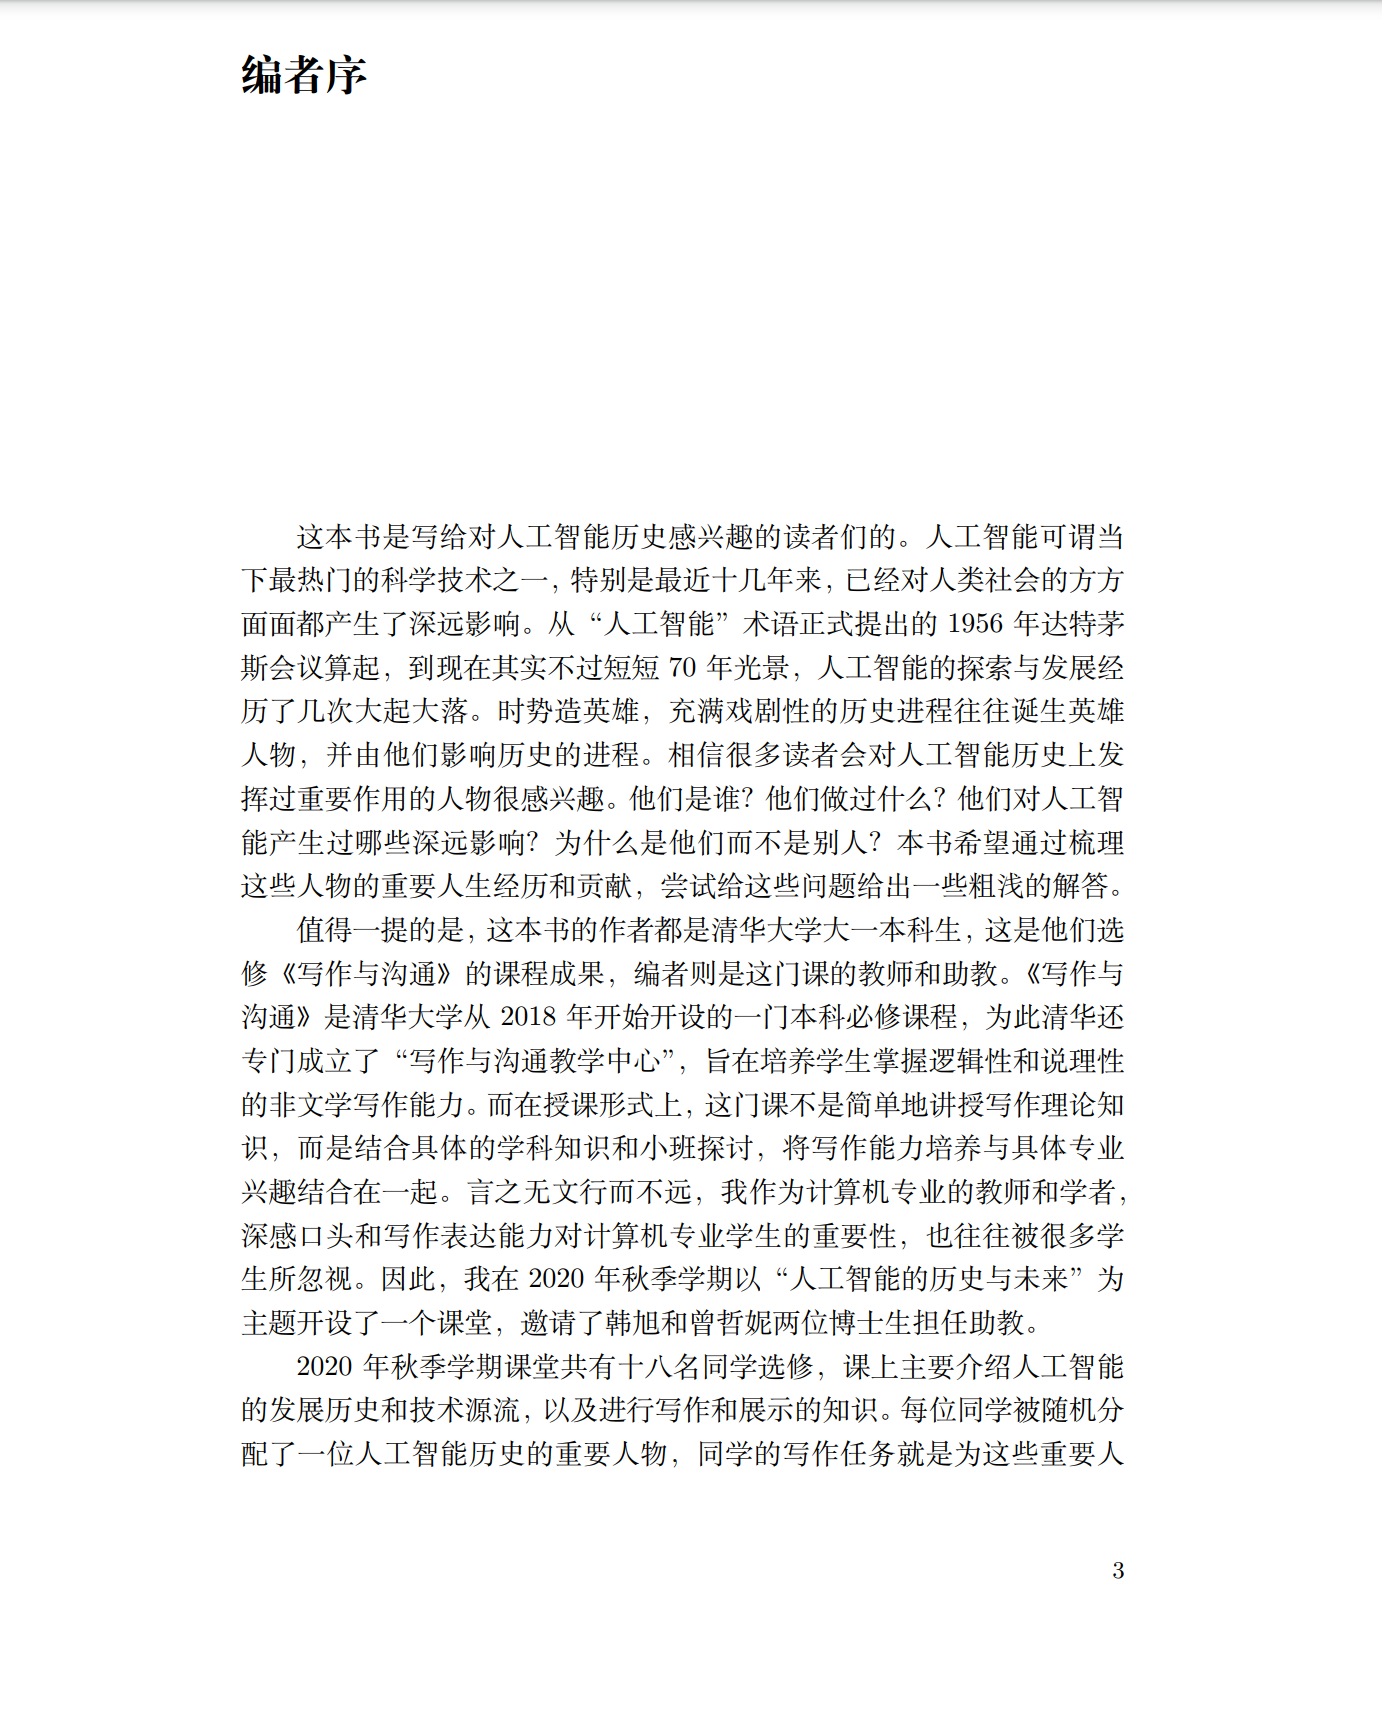 编者序
这本书是写给对人工智能历史感兴趣的读者们的。人工智能可谓当
下最热门的科学技术之一，特别是最近十几年来，已经对人类社会的方方
面面都产生了深远影响。从“人工智能”术语正式提出的 1956 年达特茅
斯会议算起，到现在其实不过短短 70 年光景，人工智能的探索与发展经
历了几次大起大落。时势造英雄，充满戏剧性的历史进程往往诞生英雄
人物，并由他们影响历史的进程。相信很多读者会对人工智能历史上发
挥过重要作用的人物很感兴趣。他们是谁？他们做过什么？他们对人工智
能产生过哪些深远影响？为什么是他们而不是别人？本书希望通过梳理
这些人物的重要人生经历和贡献，尝试给这些问题给出一些粗浅的解答。
值得一提的是，这本书的作者都是清华大学大一本科生，这是他们选
修《写作与沟通》的课程成果，编者则是这门课的教师和助教。《写作与
沟通》是清华大学从 2018 年开始开设的一门本科必修课程，为此清华还
专门成立了“写作与沟通教学中心”，旨在培养学生掌握逻辑性和说理性
的非文学写作能力。而在授课形式上，这门课不是简单地讲授写作理论知
识，而是结合具体的学科知识和小班探讨，将写作能力培养与具体专业
兴趣结合在一起。言之无文行而不远，我作为计算机专业的教师和学者，
深感口头和写作表达能力对计算机专业学生的重要性，也往往被很多学
生所忽视。因此，我在 2020 年秋季学期以“人工智能的历史与未来”为
主题开设了一个课堂，邀请了韩旭和曾哲妮两位博士生担任助教。
2020 年秋季学期课堂共有十八名同学选修，课上主要介绍人工智能
的发展历史和技术源流，以及进行写作和展示的知识。每位同学被随机分
配了一位人工智能历史的重要人物，同学的写作任务就是为这些重要人
3